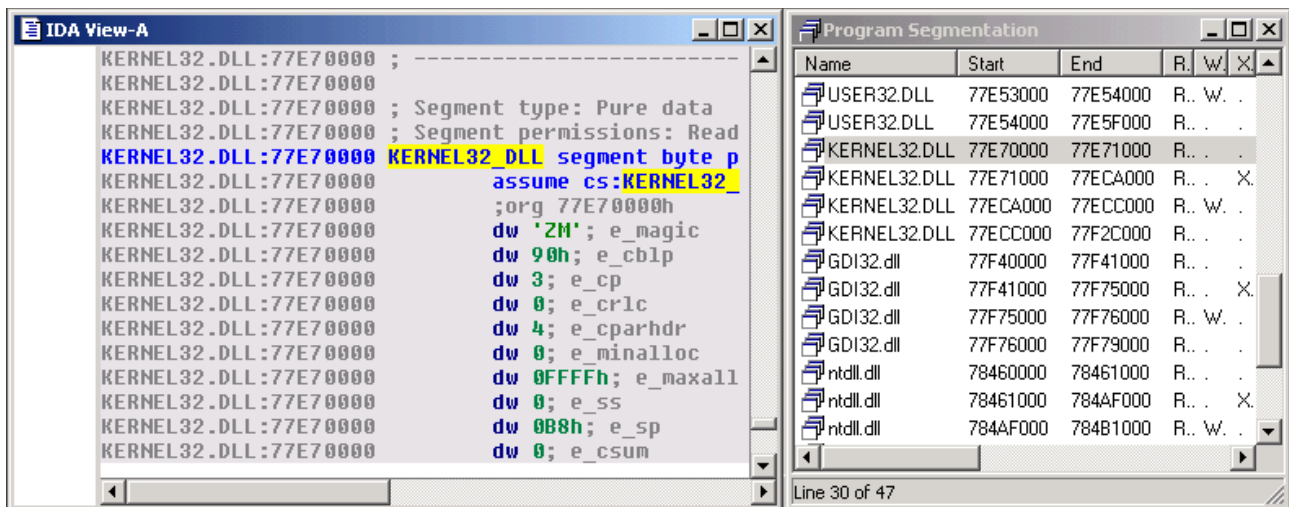 IDA View-A
KERNEL32.DLL:77E70000 ; ---------------------------
KERNEL32.DLL:77E70000
KERNEL32.DLL:77E70000 ; Segment type: Pure data
KERNEL32.DLL:77E70000 ; Segment permissions: Read
KERNEL32.DLL:77E70000 KERNEL32_DLL segment byte p
KERNEL32.DLL:77E70000 assume cs:KERNEL32_
KERNEL32.DLL:77E70000 ;org 77E70000h
KERNEL32.DLL:77E70000 dw 'ZM'; e_magic
KERNEL32.DLL:77E70000 dw 90h; e_cblp
KERNEL32.DLL:77E70000 dw 3; e_cp
KERNEL32.DLL:77E70000 dw 0; e_crlc
KERNEL32.DLL:77E70000 dw 4; e_cparhdr
KERNEL32.DLL:77E70000 dw 0; e_minalloc
KERNEL32.DLL:77E70000 dw 0FFFFh; e_maxall
KERNEL32.DLL:77E70000 dw 0; e_ss
KERNEL32.DLL:77E70000 dw 0B8h; e_sp
KERNEL32.DLL:77E70000 dw 0; e_csum
Program Segmentation
Name Start End R. W. X.
USER32.DLL 77E53000 77E54000 R.. W. .
USER32.DLL 77E54000 77E5F000 R.. . .
KERNEL32.DLL 77E70000 77E71000 R.. . .
KERNEL32.DLL 77E71000 77ECA000 R.. . X.
KERNEL32.DLL 77ECA000 77ECC000 R.. W. .
KERNEL32.DLL 77ECC000 77F2C000 R.. . .
GDI32.dll 77F40000 77F41000 R.. . .
GDI32.dll 77F41000 77F75000 R.. . X.
GDI32.dll 77F75000 77F76000 R.. W. .
GDI32.dll 77F76000 77F79000 R.. . .
ntdll.dll 78460000 78461000 R.. . .
ntdll.dll 78461000 784AF000 R.. . X.
ntdll.dll 784AF000 784B1000 R.. W. .
Line 30 of 47